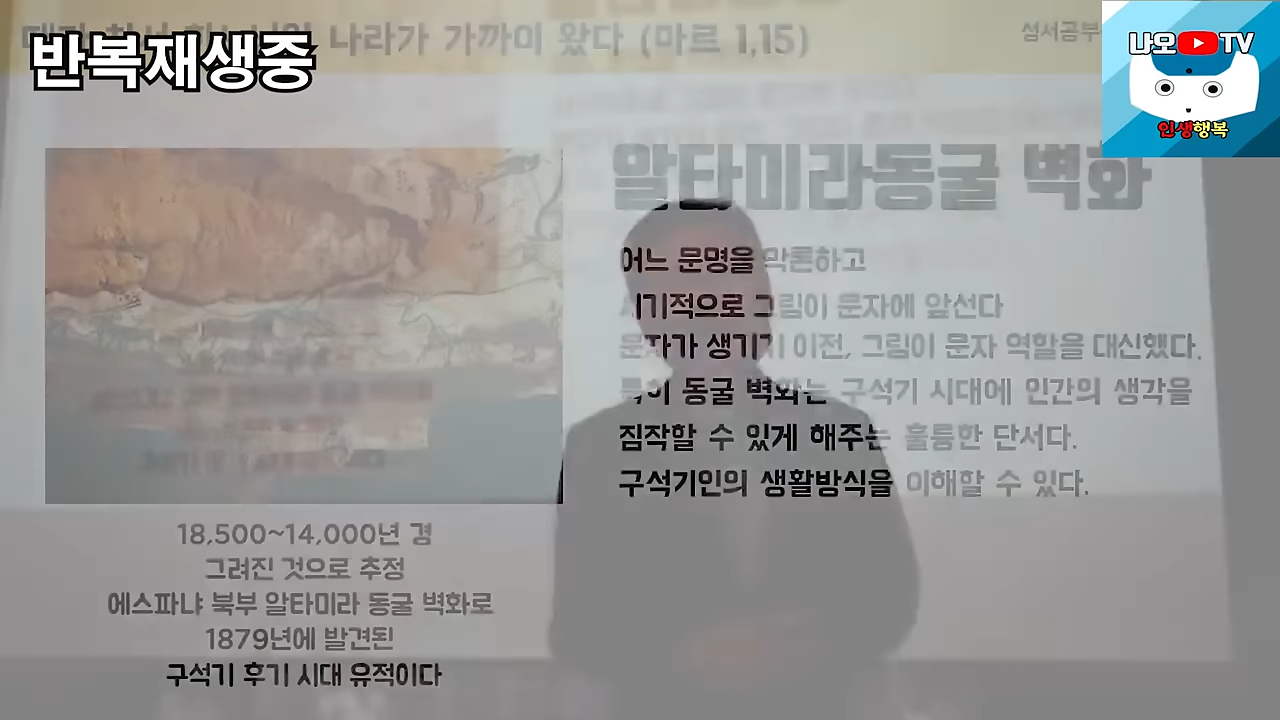 나라가 가까이 왔다 (마르 1,15)
성서공부
반복재생중
나오 TV
인생행복
알타미라동굴 벽화
어느 문명을 막론하고
시기적으로 그림이 문자에 앞선다
문자가 생기기 이전, 그림이 문자 역할을 대신했다.
특히 동굴 벽화는 구석기 시대에 인간의 생각을
짐작할 수 있게 해주는 훌륭한 단서다.
구석기인의 생활방식을 이해할 수 있다.
18,500~14,000년 경
그려진 것으로 추정
에스파냐 북부 알타미라 동굴 벽화로
1879년에 발견된
구석기 후기 시대 유적이다